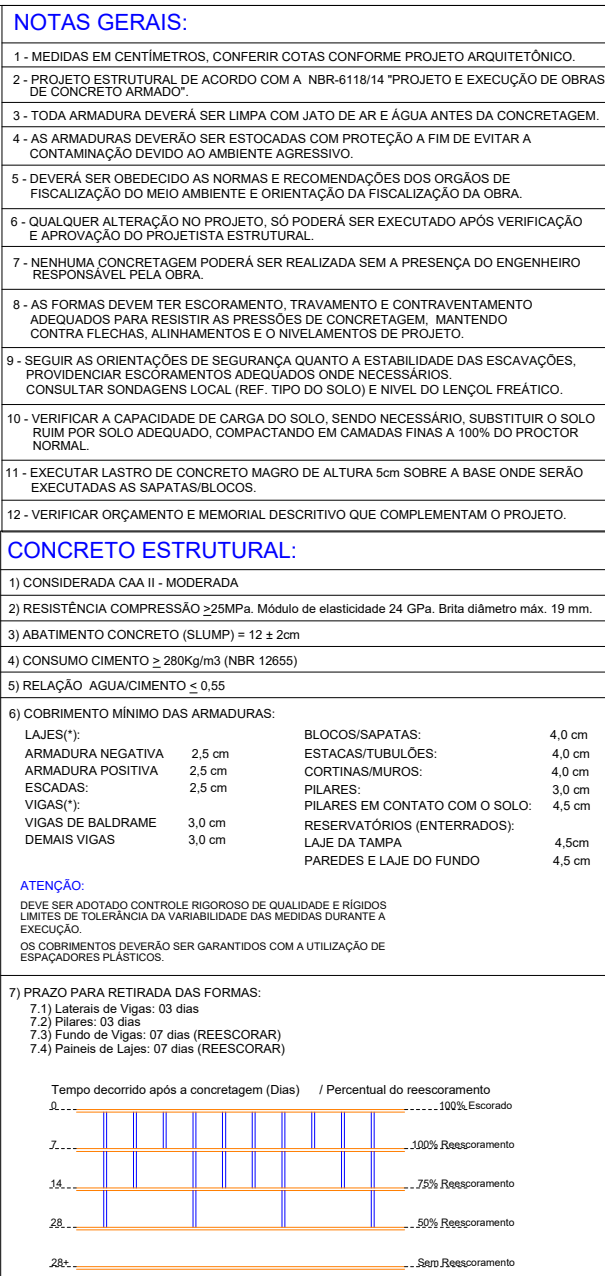 NOTAS GERAIS:
1 - MEDIDAS EM CENTÍMETROS, CONFERIR COTAS CONFORME PROJETO ARQUITETÔNICO.
2 - PROJETO ESTRUTURAL DE ACORDO COM A NBR-6118/14 "PROJETO E EXECUÇÃO DE OBRAS
DE CONCRETO ARMADO".
3 - TODA ARMADURA DEVERÁ SER LIMPA COM JATO DE AR E ÁGUA ANTES DA CONCRETAGEM.
4 - AS ARMADURAS DEVERÃO SER ESTOCADAS COM PROTEÇÃO A FIM DE EVITAR A
CONTAMINAÇÃO DEVIDO AO AMBIENTE AGRESSIVO.
5 - DEVERÁ SER OBEDECIDO AS NORMAS E RECOMENDAÇÕES DOS ORGÃOS DE
FISCALIZAÇÃO DO MEIO AMBIENTE E ORIENTAÇÃO DA FISCALIZAÇÃO DA OBRA.
6 - QUALQUER ALTERAÇÃO NO PROJETO, SÓ PODERÁ SER EXECUTADO APÓS VERIFICAÇÃO
E APROVAÇÃO DO PROJETISTA ESTRUTURAL.
7 - NENHUMA CONCRETAGEM PODERÁ SER REALIZADA SEM A PRESENÇA DO ENGENHEIRO
RESPONSÁVEL PELA OBRA.
8 - AS FORMAS DEVEM TER ESCORAMENTO, TRAVAMENTO E CONTRAVENTAMENTO
ADEQUADOS PARA RESISTIR AS PRESSÕES DE CONCRETAGEM, MANTENDO
CONTRA FLECHAS, ALINHAMENTOS E O NIVELAMENTOS DE PROJETO.
9 - SEGUIR AS ORIENTAÇÕES DE SEGURANÇA QUANTO A ESTABILIDADE DAS ESCAVAÇÕES,
PROVIDENCIAR ESCORAMENTOS ADEQUADOS ONDE NECESSÁRIOS.
CONSULTAR SONDAGENS LOCAL (REF. TIPO DO SOLO) E NIVEL DO LENÇOL FREÁTICO.
10 - VERIFICAR A CAPACIDADE DE CARGA DO SOLO, SENDO NECESSÁRIO, SUBSTITUIR O SOLO
RUIM POR SOLO ADEQUADO, COMPACTANDO EM CAMADAS FINAS A 100% DO PROCTOR
NORMAL.
11 - EXECUTAR LASTRO DE CONCRETO MAGRO DE ALTURA 5cm SOBRE A BASE ONDE SERÃO
EXECUTADAS AS SAPATAS/BLOCOS.
12 - VERIFICAR ORÇAMENTO E MEMORIAL DESCRITIVO QUE COMPLEMENTAM O PROJETO.
CONCRETO ESTRUTURAL:
1) CONSIDERADA CAA II - MODERADA
2) RESISTÊNCIA COMPRESSÃO ≥25MPa. Módulo de elasticidade 24 GPa. Brita diâmetro máx. 19 mm.
3) ABATIMENTO CONCRETO (SLUMP) = 12 ± 2cm
4) CONSUMO CIMENTO ≥ 280Kg/m3 (NBR 12655)
5) RELAÇÃO AGUA/CIMENTO ≤ 0,55
6) COBRIMENTO MÍNIMO DAS ARMADURAS:
LAJES(*):
ARMADURA NEGATIVA 2,5 cm
ARMADURA POSITIVA 2,5 cm
ESCADAS: 2,5 cm
VIGAS(*):
VIGAS DE BALDRAME 3,0 cm
DEMAIS VIGAS 3,0 cm
BLOCOS/SAPATAS: 4,0 cm
ESTACAS/TUBULÕES: 4,0 cm
CORTINAS/MUROS: 4,0 cm
PILARES: 3,0 cm
PILARES EM CONTATO COM O SOLO: 4,5 cm
RESERVATÓRIOS (ENTERRADOS):
LAJE DA TAMPA 4,5cm
PAREDES E LAJE DO FUNDO 4,5 cm
ATENÇÃO:
DEVE SER ADOTADO CONTROLE RIGOROSO DE QUALIDADE E RÍGIDOS
LIMITES DE TOLERÂNCIA DA VARIABILIDADE DAS MEDIDAS DURANTE A
EXECUÇÃO.
OS COBRIMENTOS DEVERÃO SER GARANTIDOS COM A UTILIZAÇÃO DE
ESPAÇADORES PLÁSTICOS.
7) PRAZO PARA RETIRADA DAS FORMAS:
7.1) Laterais de Vigas: 03 dias
7.2) Pilares: 03 dias
7.3) Fundo de Vigas: 07 dias (REESCORAR)
7.4) Paineis de Lajes: 07 dias (REESCORAR)
Tempo decorrido após a concretagem (Dias) / Percentual do reescoramento
0 100% Escorado
7 100% Reescoramento
14 75% Reescoramento
28 50% Reescoramento
28+ Sem Reescoramento